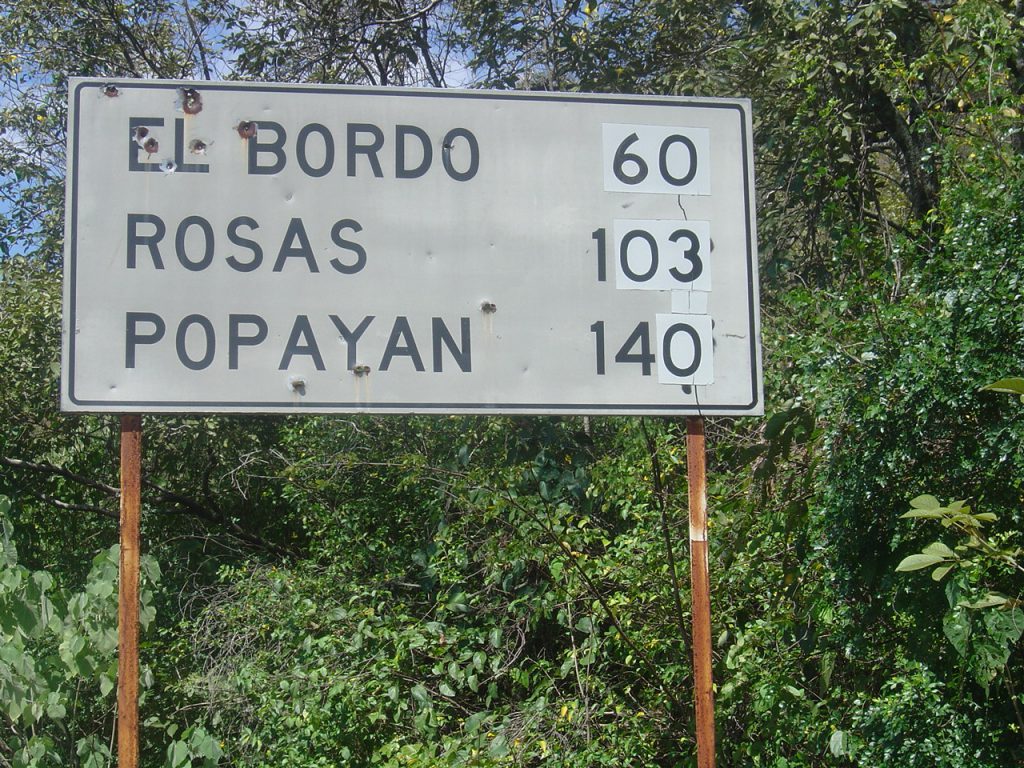 EL BORDO 60
ROSAS 103
POPAYAN 140